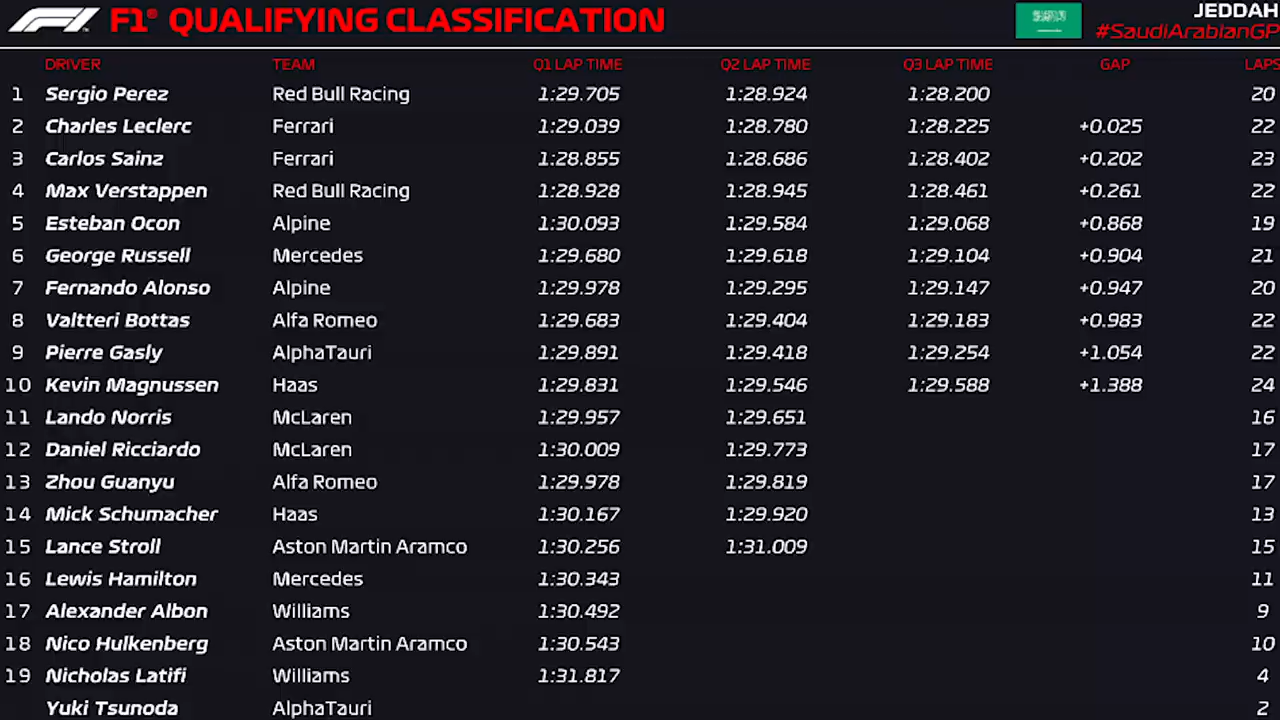 F1 F1® QUALIFYING CLASSIFICATION JEDDAH
#SaudiArabianGP
DRIVER TEAM Q1 LAP TIME Q2 LAP TIME Q3 LAP TIME GAP LAPS
1 Sergio Perez Red Bull Racing 1:29.705 1:28.924 1:28.200 20
2 Charles Leclerc Ferrari 1:29.039 1:28.780 1:28.225 +0.025 22
3 Carlos Sainz Ferrari 1:28.855 1:28.686 1:28.402 +0.202 23
4 Max Verstappen Red Bull Racing 1:28.928 1:28.945 1:28.461 +0.261 22
5 Esteban Ocon Alpine 1:30.093 1:29.584 1:29.068 +0.868 19
6 George Russell Mercedes 1:29.680 1:29.618 1:29.104 +0.904 21
7 Fernando Alonso Alpine 1:29.978 1:29.295 1:29.147 +0.947 20
8 Valtteri Bottas Alfa Romeo 1:29.683 1:29.404 1:29.183 +0.983 22
9 Pierre Gasly AlphaTauri 1:29.891 1:29.418 1:29.254 +1.054 22
10 Kevin Magnussen Haas 1:29.831 1:29.546 1:29.588 +1.388 24
11 Lando Norris McLaren 1:29.957 1:29.651 16
12 Daniel Ricciardo McLaren 1:30.009 1:29.773 17
13 Zhou Guanyu Alfa Romeo 1:29.978 1:29.819 17
14 Mick Schumacher Haas 1:30.167 1:29.920 13
15 Lance Stroll Aston Martin Aramco 1:30.256 1:31.009 15
16 Lewis Hamilton Mercedes 1:30.343 11
17 Alexander Albon Williams 1:30.492 9
18 Nico Hulkenberg Aston Martin Aramco 1:30.543 10
19 Nicholas Latifi Williams 1:31.817 4
Yuki Tsunoda AlphaTauri 2